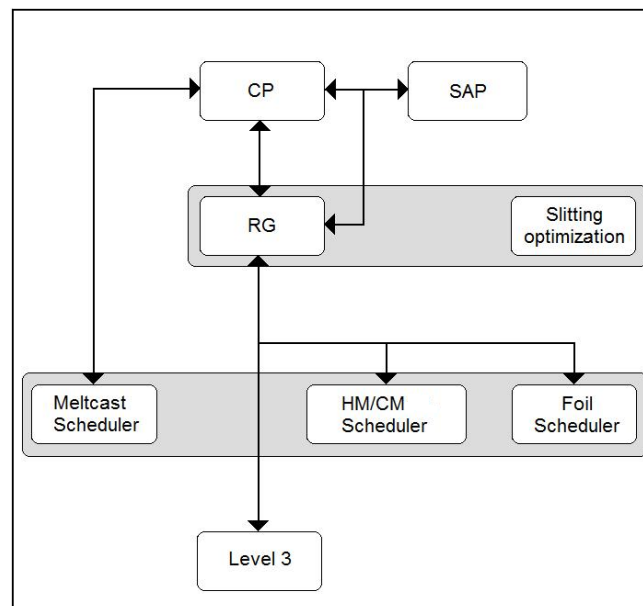 CP
SAP
RG
Slitting
optimization
Meltcast
Scheduler
HM/CM
Scheduler
Foil
Scheduler
Level 3